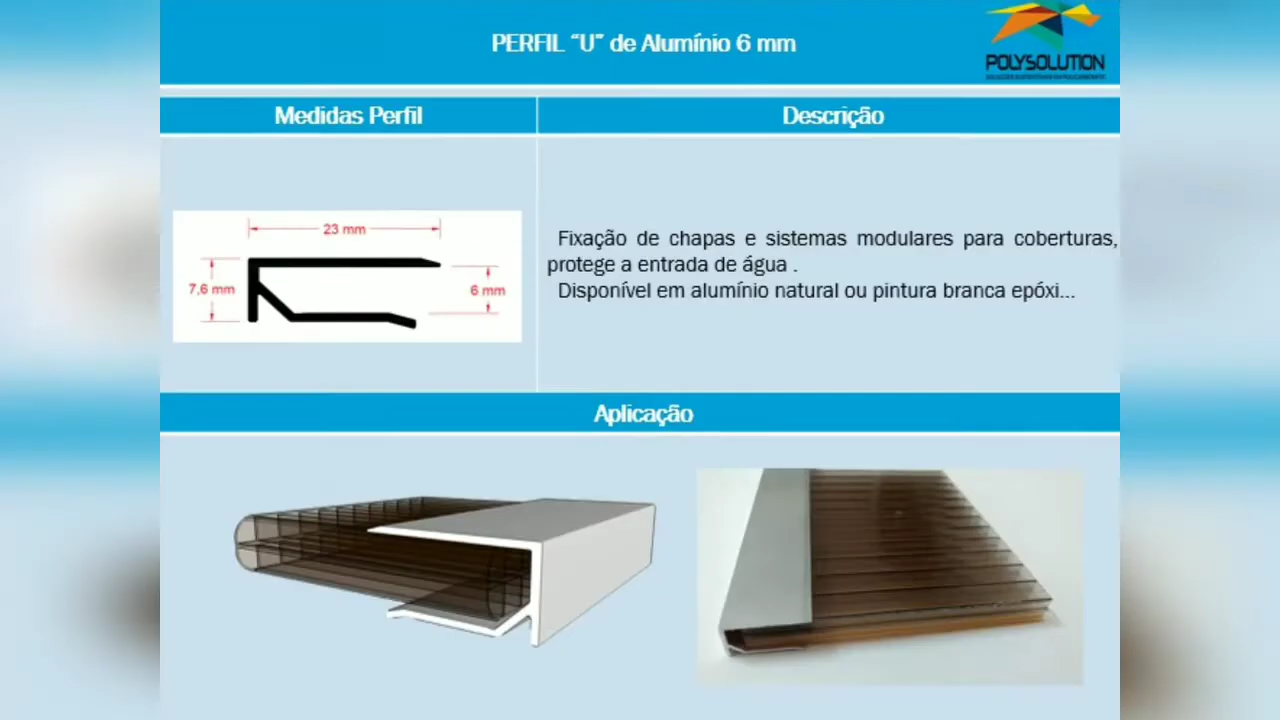 PERFIL “U” de Alumínio 6 mm
POLYSOLUTION
Medidas Perfil
Descrição
23 mm
7,6 mm
6 mm
Fixação de chapas e sistemas modulares para coberturas,
protege a entrada de água .
Disponível em alumínio natural ou pintura branca epóxi...
Aplicação